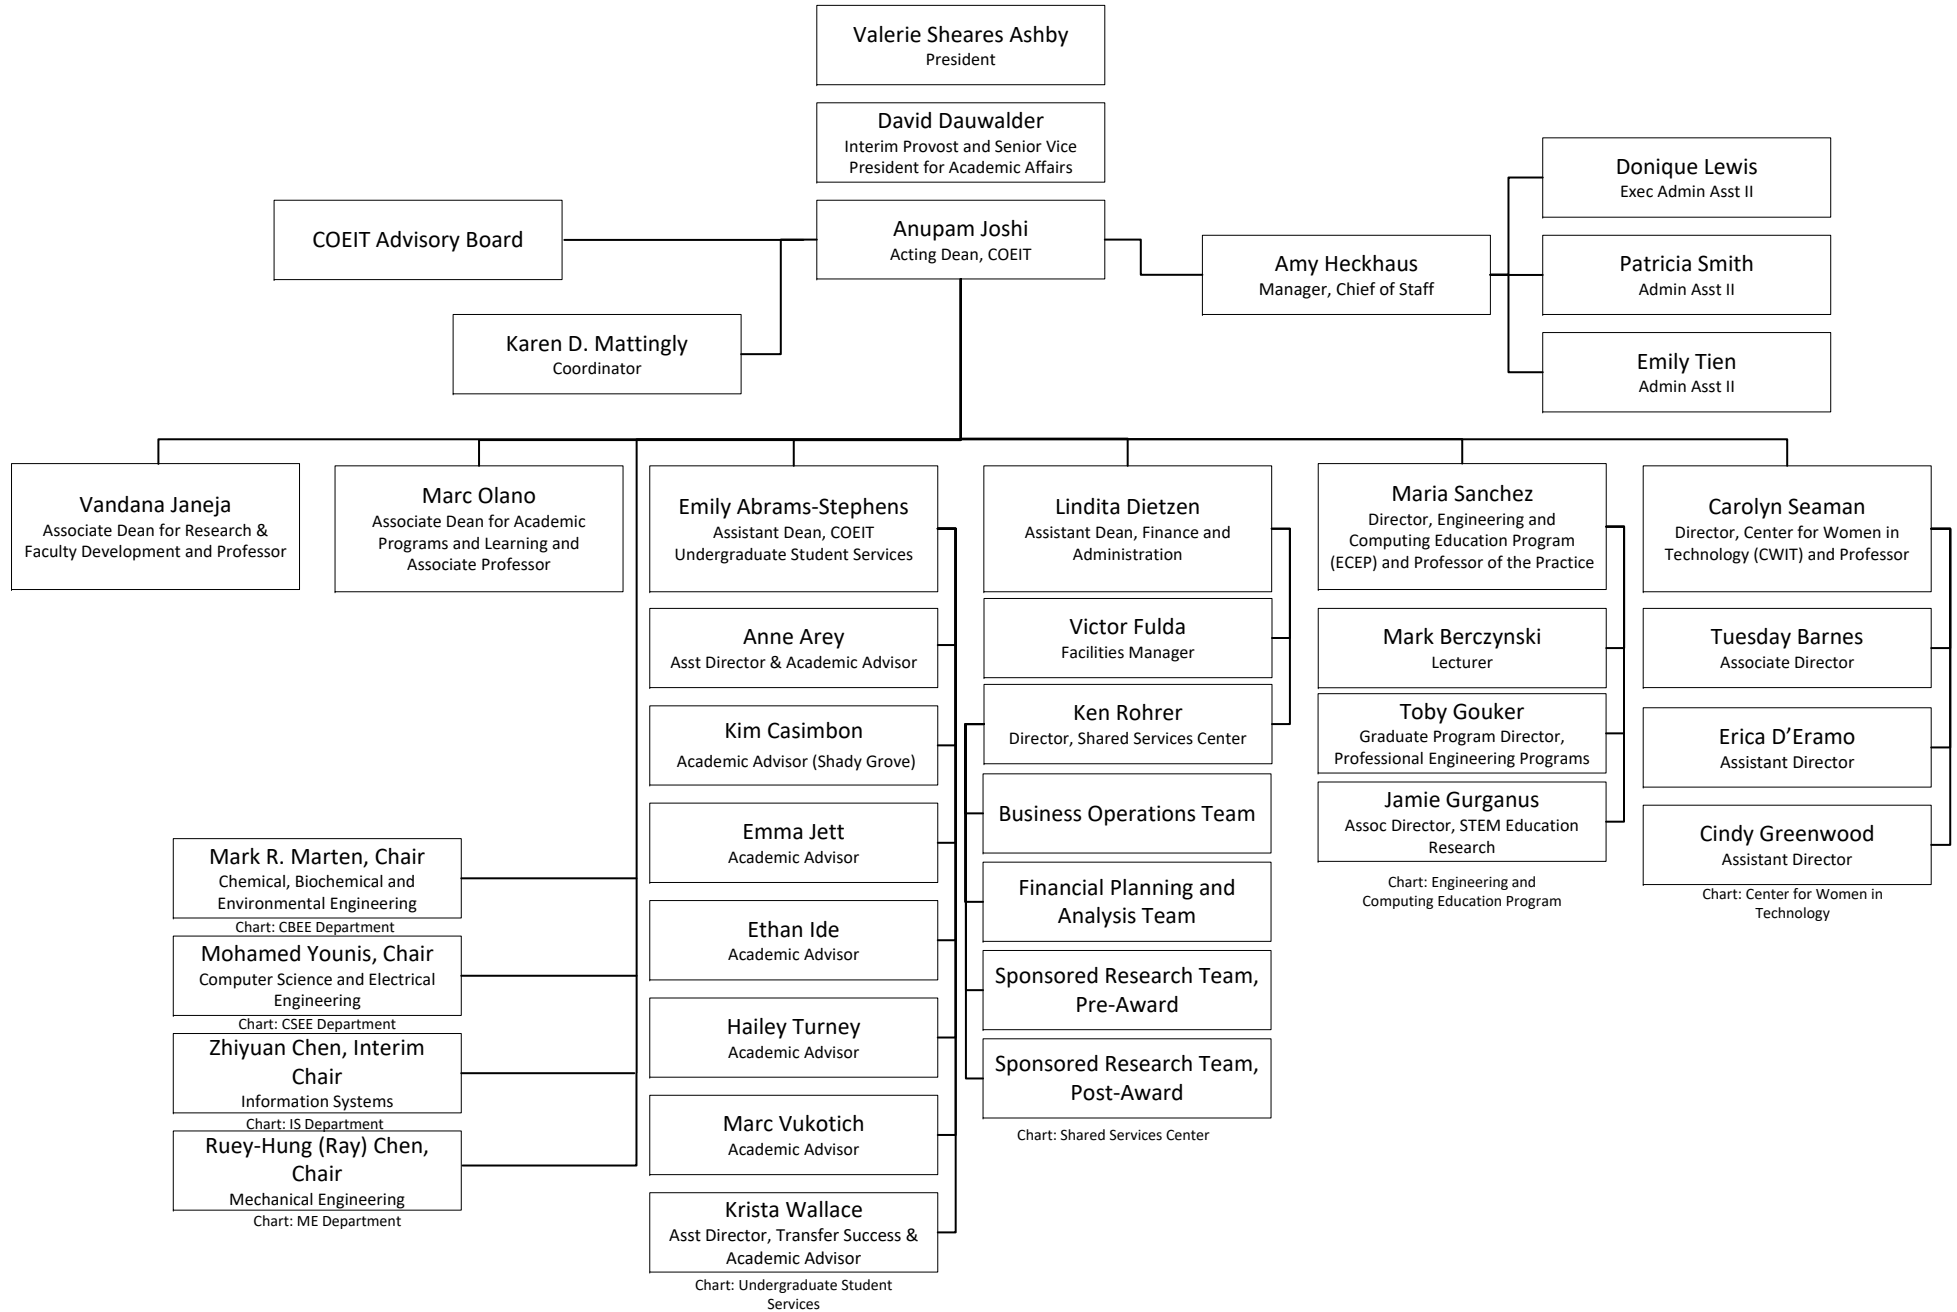 Valerie Sheares Ashby
President
David Dauwalder
Interim Provost and Senior Vice
President for Academic Affairs
COEIT Advisory Board
Anupam Joshi
Acting Dean, COEIT
Karen D. Mattingly
Coordinator
Amy Heckhaus
Manager, Chief of Staff
Donique Lewis
Exec Admin Asst II
Patricia Smith
Admin Asst II
Emily Tien
Admin Asst II
Vandana Janeja
Associate Dean for Research &
Faculty Development and Professor
Marc Olano
Associate Dean for Academic
Programs and Learning and
Associate Professor
Mark R. Marten, Chair
Chemical, Biochemical and
Environmental Engineering
Chart: CBEE Department
Mohamed Younis, Chair
Computer Science and Electrical
Engineering
Chart: CSEE Department
Zhiyuan Chen, Interim
Chair
Information Systems
Chart: IS Department
Ruey-Hung (Ray) Chen,
Chair
Mechanical Engineering
Chart: ME Department
Emily Abrams-Stephens
Assistant Dean, COEIT
Undergraduate Student Services
Anne Arey
Asst Director & Academic Advisor
Kim Casimbon
Academic Advisor (Shady Grove)
Emma Jett
Academic Advisor
Ethan Ide
Academic Advisor
Hailey Turney
Academic Advisor
Marc Vukotich
Academic Advisor
Krista Wallace
Asst Director, Transfer Success &
Academic Advisor
Chart: Undergraduate Student
Services
Lindita Dietzen
Assistant Dean, Finance and
Administration
Victor Fulda
Facilities Manager
Ken Rohrer
Director, Shared Services Center
Business Operations Team
Financial Planning and
Analysis Team
Sponsored Research Team,
Pre-Award
Sponsored Research Team,
Post-Award
Chart: Shared Services Center
Maria Sanchez
Director, Engineering and
Computing Education Program
(ECEP) and Professor of the Practice
Mark Berczynski
Lecturer
Toby Gouker
Graduate Program Director,
Professional Engineering Programs
Jamie Gurganus
Assoc Director, STEM Education
Research
Chart: Engineering and
Computing Education Program
Carolyn Seaman
Director, Center for Women in
Technology (CWIT) and Professor
Tuesday Barnes
Associate Director
Erica D’Eramo
Assistant Director
Cindy Greenwood
Assistant Director
Chart: Center for Women in
Technology